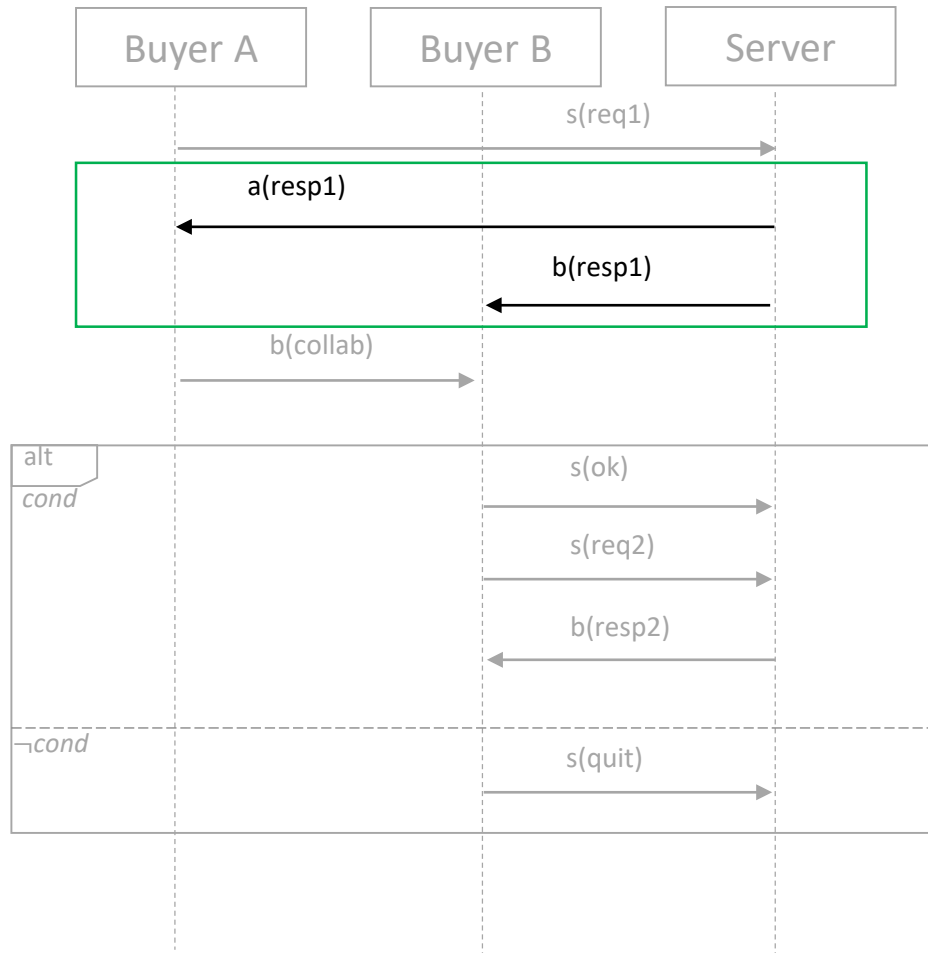 Buyer A
Buyer B
Server
s(req1)
a(resp1)
b(resp1)
b(collab)
alt
cond
s(ok)
s(req2)
b(resp2)
¬cond
s(quit)